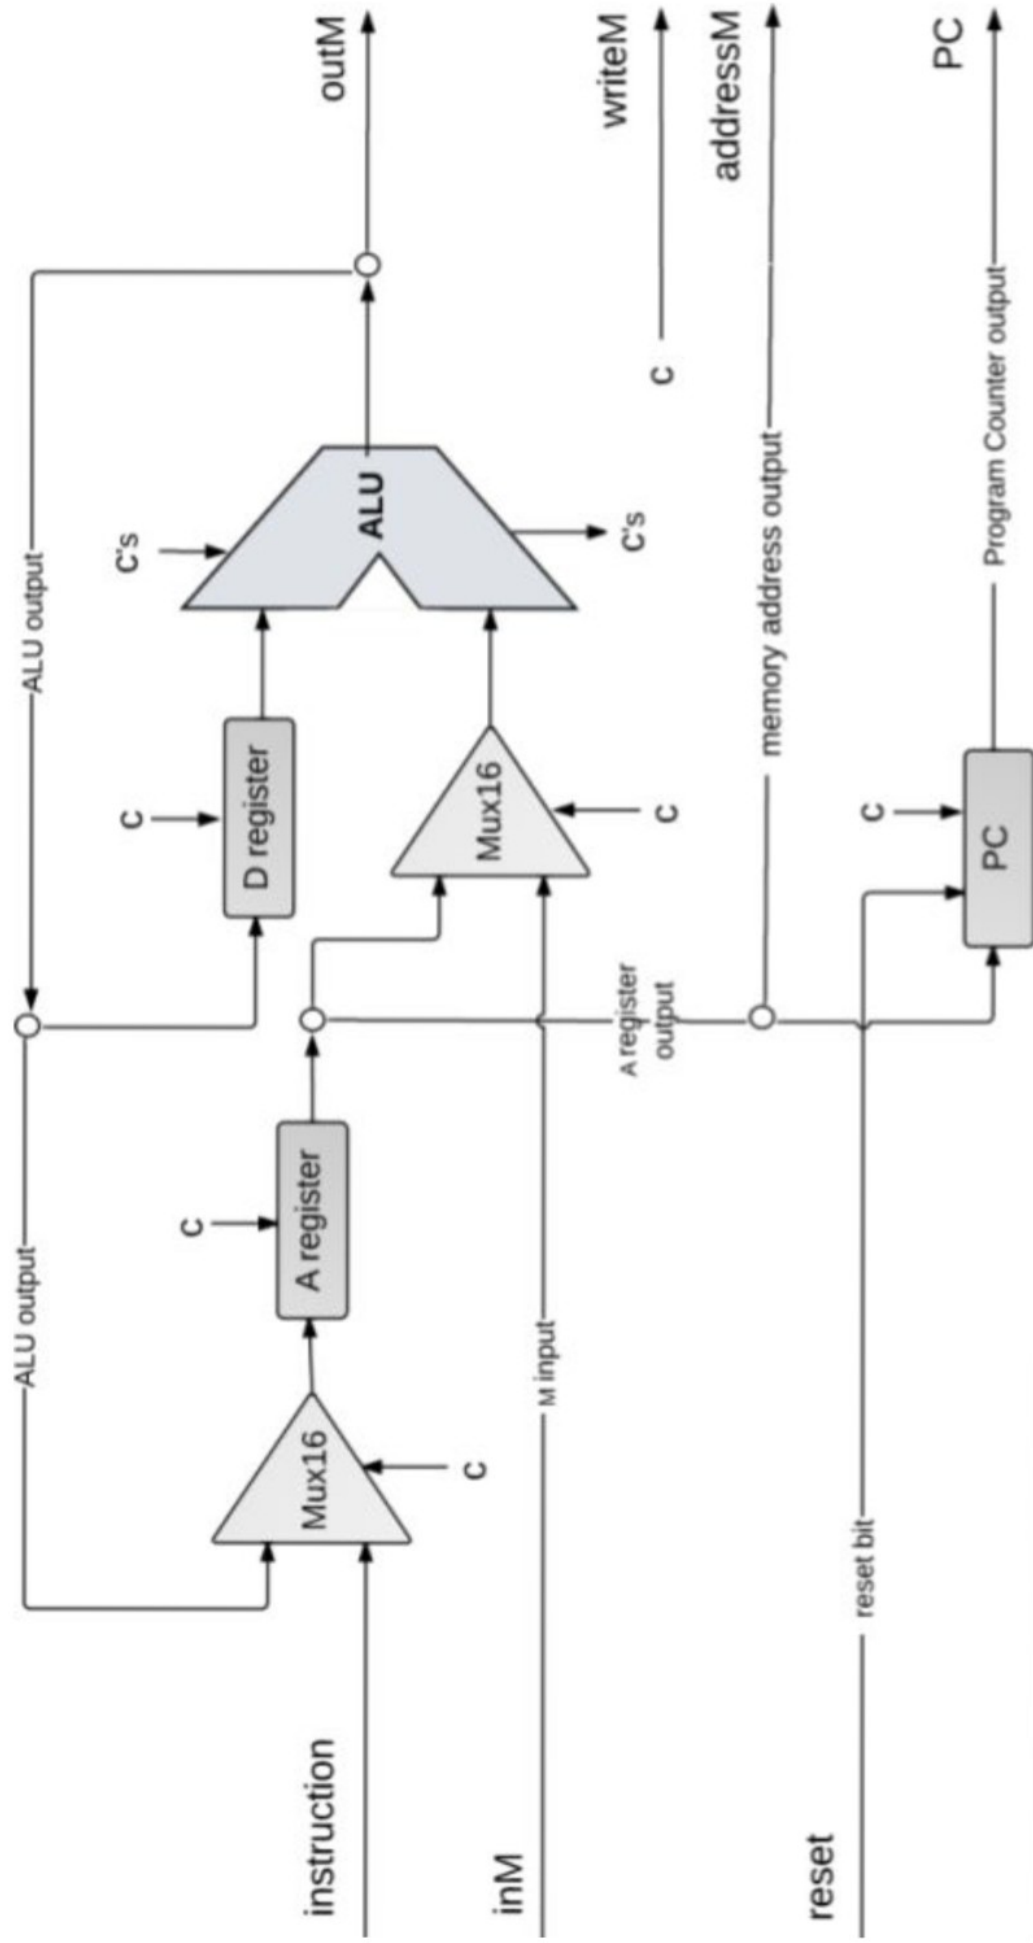 ALU output
ALU output
C
C
C's
instruction
Mux16
A register
D register
ALU
outM
C
Mux16
C
C's
inM
M input
A register
output
C
writeM
memory address output
addressM
reset
reset bit
C
PC
Program Counter output
PC